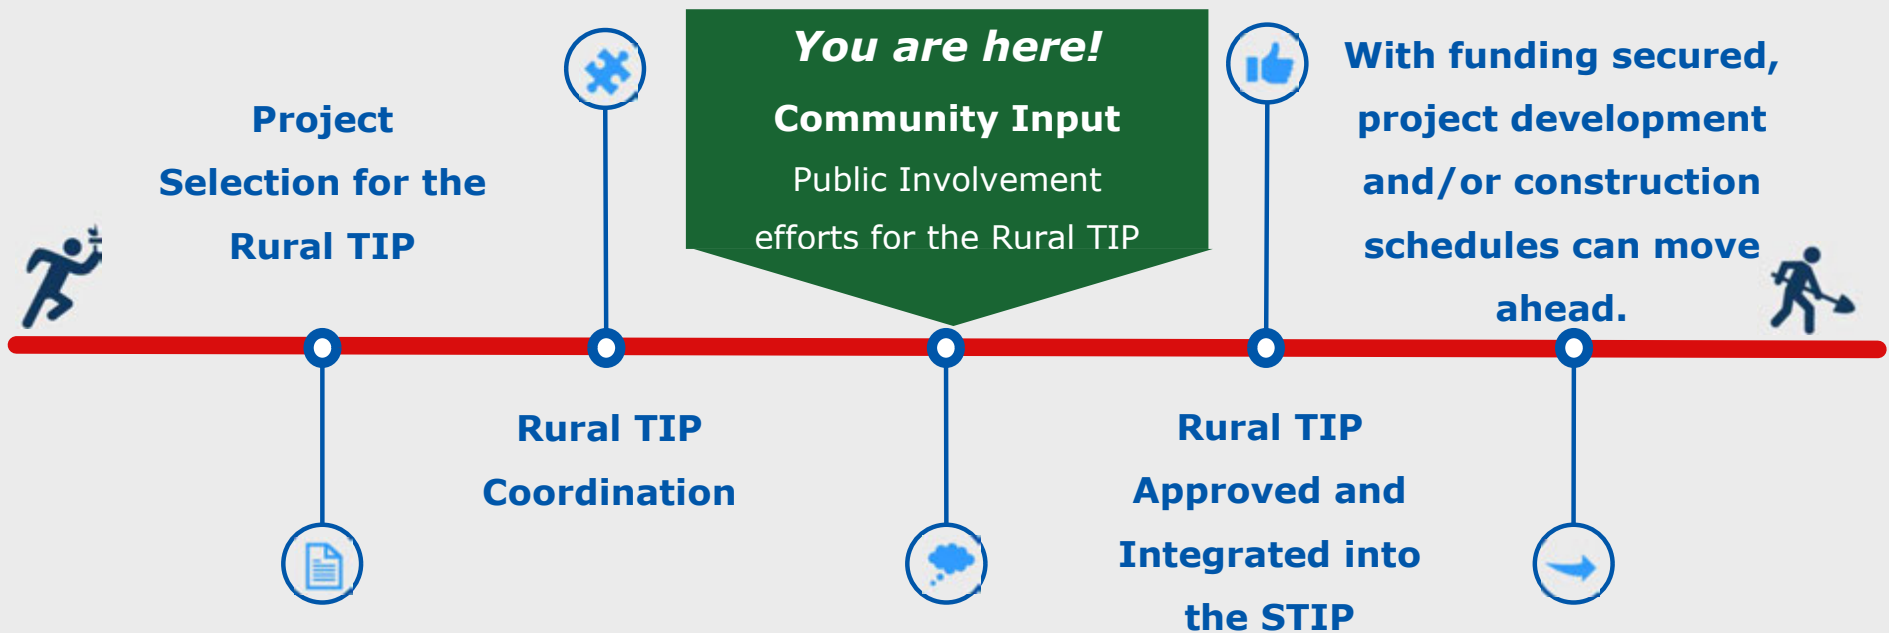 Project
Selection for the
Rural TIP
Rural TIP
Coordination
You are here!
Community Input
Public Involvement
efforts for the Rural TIP
Rural TIP
Approved and
Integrated into
the STIP
With funding secured,
project development
and/or construction
schedules can move
ahead.